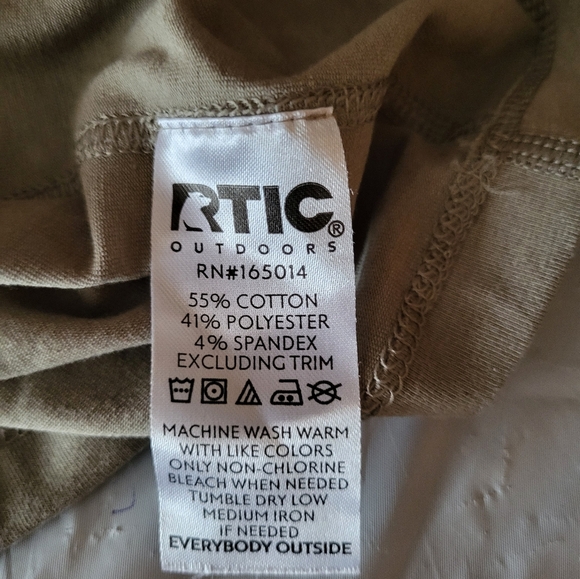 RTIC®
OUTDOORS
RN#165014
55% COTTON
41% POLYESTER
4% SPANDEX
EXCLUDING TRIM
MACHINE WASH WARM
WITH LIKE COLORS
ONLY NON-CHLORINE
BLEACH WHEN NEEDED
TUMBLE DRY LOW
MEDIUM IRON
IF NEEDED
EVERYBODY OUTSIDE